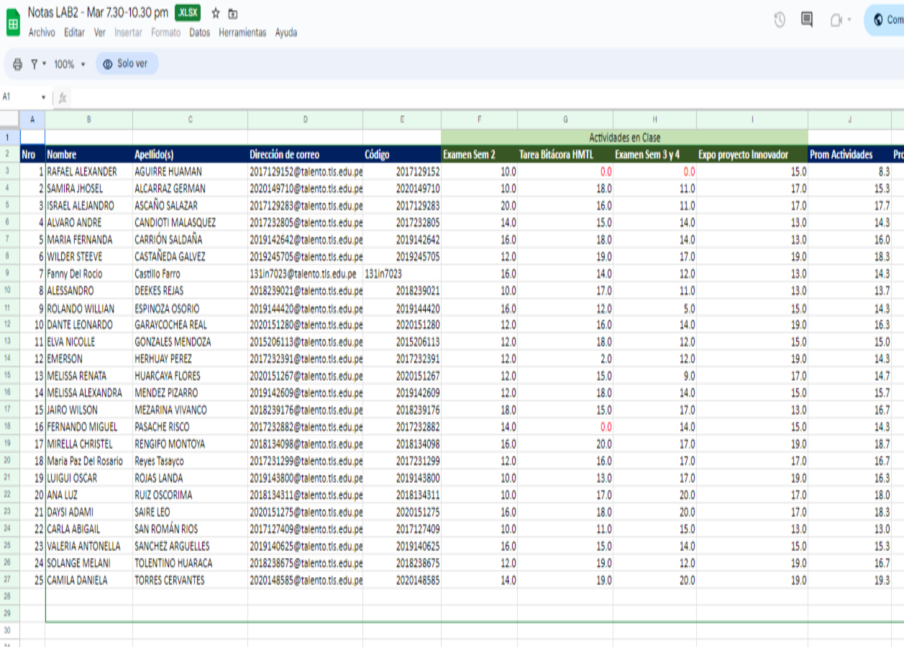 Notas LAB2 - Mar 7.30-10.30 pm .XLSX
Archivo Editar Ver Insertar Formato Datos Herramientas Ayuda
Com
100% Solo ver
A1 fx
A B C D E F G H I J
1 Actividades en Clase
2 Nro Nombre Apellido(s) Dirección de correo Código Examen Sem 2 Tarea Bitácora HMTL Examen Sem 3 y 4 Expo proyecto Innovador Prom Actividades Pro
3 1 RAFAEL ALEXANDER AGUIRRE HUAMAN 2017129152@talento.tls.edu.pe 2017129152 10.0 0.0 0.0 15.0 8.3
4 2 SAMIRA JHOSEL ALCARRAZ GERMAN 2020149710@talento.tls.edu.pe 2020149710 10.0 18.0 11.0 17.0 15.3
5 3 ISRAEL ALEJANDRO ASCAÑO SALAZAR 2017129283@talento.tls.edu.pe 2017129283 20.0 16.0 11.0 17.0 17.7
6 4 ALVARO ANDRE CANDIOTI MALASQUEZ 2017232805@talento.tls.edu.pe 2017232805 14.0 15.0 14.0 13.0 14.3
7 5 MARIA FERNANDA CARRIÓN SALDAÑA 2019142642@talento.tls.edu.pe 2019142642 16.0 18.0 14.0 13.0 16.0
8 6 WILDER STEEVE CASTAÑEDA GALVEZ 2019245705@talento.tls.edu.pe 2019245705 12.0 19.0 17.0 19.0 18.3
9 7 Fanny Del Rocio Castillo Farro 131in7023@talento.tls.edu.pe 131in7023 16.0 14.0 12.0 13.0 14.3
10 8 ALESSANDRO DEEKES REJAS 2018239021@talento.tls.edu.pe 2018239021 10.0 17.0 11.0 13.0 13.7
11 9 ROLANDO WILLIAN ESPINOZA OSORIO 2019144420@talento.tls.edu.pe 2019144420 16.0 12.0 5.0 15.0 14.3
12 10 DANTE LEONARDO GARAYCOCHEA REAL 2020151280@talento.tls.edu.pe 2020151280 12.0 16.0 14.0 19.0 16.3
13 11 ELVA NICOLLE GONZALES MENDOZA 2015206113@talento.tls.edu.pe 2015206113 12.0 18.0 12.0 15.0 15.0
14 12 EMERSON HERHUAY PEREZ 2017232391@talento.tls.edu.pe 2017232391 12.0 2.0 12.0 19.0 14.3
15 13 MELISSA RENATA HUARCAYA FLORES 2020151267@talento.tls.edu.pe 2020151267 12.0 15.0 9.0 17.0 14.7
16 14 MELISSA ALEXANDRA MENDEZ PIZARRO 2019142609@talento.tls.edu.pe 2019142609 12.0 18.0 14.0 15.0 15.7
17 15 JAIRO WILSON MEZARINA VIVANCO 2018239176@talento.tls.edu.pe 2018239176 18.0 15.0 17.0 13.0 16.7
18 16 FERNANDO MIGUEL PASACHE RISCO 2017232882@talento.tls.edu.pe 2017232882 14.0 0.0 14.0 15.0 14.3
19 17 MIRELLA CHRISTEL RENGIFO MONTOYA 2018134098@talento.tls.edu.pe 2018134098 16.0 20.0 17.0 19.0 18.7
20 18 Maria Paz Del Rosario Reyes Tasayco 2017231299@talento.tls.edu.pe 2017231299 12.0 16.0 17.0 17.0 16.7
21 19 LUIGUI OSCAR ROJAS LANDA 2019143800@talento.tls.edu.pe 2019143800 10.0 13.0 17.0 19.0 16.3
22 20 ANA LUZ RUIZ OSCORIMA 2018134311@talento.tls.edu.pe 2018134311 10.0 17.0 20.0 17.0 18.0
23 21 DAYSI ADAMI SAIRE LEO 2020151275@talento.tls.edu.pe 2020151275 16.0 18.0 20.0 17.0 18.3
24 22 CARLA ABIGAIL SAN ROMÁN RIOS 2017127409@talento.tls.edu.pe 2017127409 10.0 11.0 15.0 13.0 13.0
25 23 VALERIA ANTONELLA SANCHEZ ARGUELLES 2019140625@talento.tls.edu.pe 2019140625 16.0 15.0 14.0 15.0 15.3
26 24 SOLANGE MELANI TOLENTINO HUARACA 2018238675@talento.tls.edu.pe 2018238675 12.0 19.0 12.0 19.0 16.7
27 25 CAMILA DANIELA TORRES CERVANTES 2020148585@talento.tls.edu.pe 2020148585 14.0 19.0 20.0 19.0 19.3
28
29
30